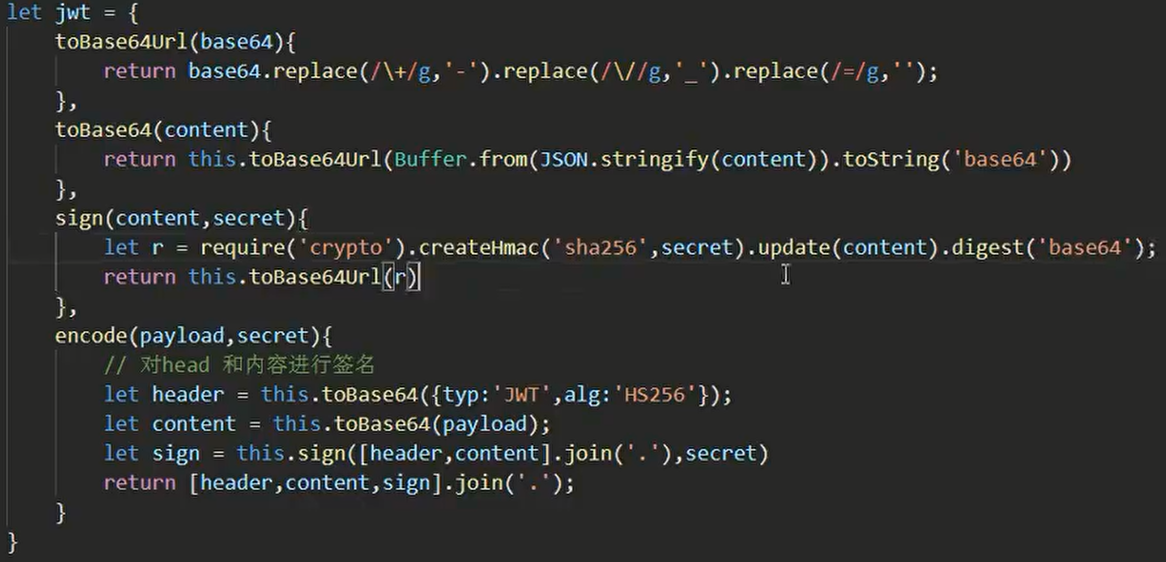 let jwt = {
    toBase64Url(base64){
        return base64.replace(/\+/g,'-').replace(/\//g,'_').replace(/=/g,'');
    },
    toBase64(content){
        return this.toBase64Url(Buffer.from(JSON.stringify(content)).toString('base64'))
    },
    sign(content,secret){
        let r = require('crypto').createHmac('sha256',secret).update(content).digest('base64');
        return this.toBase64Url(r)
    },
    encode(payload,secret){
        // 对head 和内容进行签名
        let header = this.toBase64({typ:'JWT',alg:'HS256'});
        let content = this.toBase64(payload);
        let sign = this.sign([header,content].join('.'),secret)
        return [header,content,sign].join('.');
    }
}